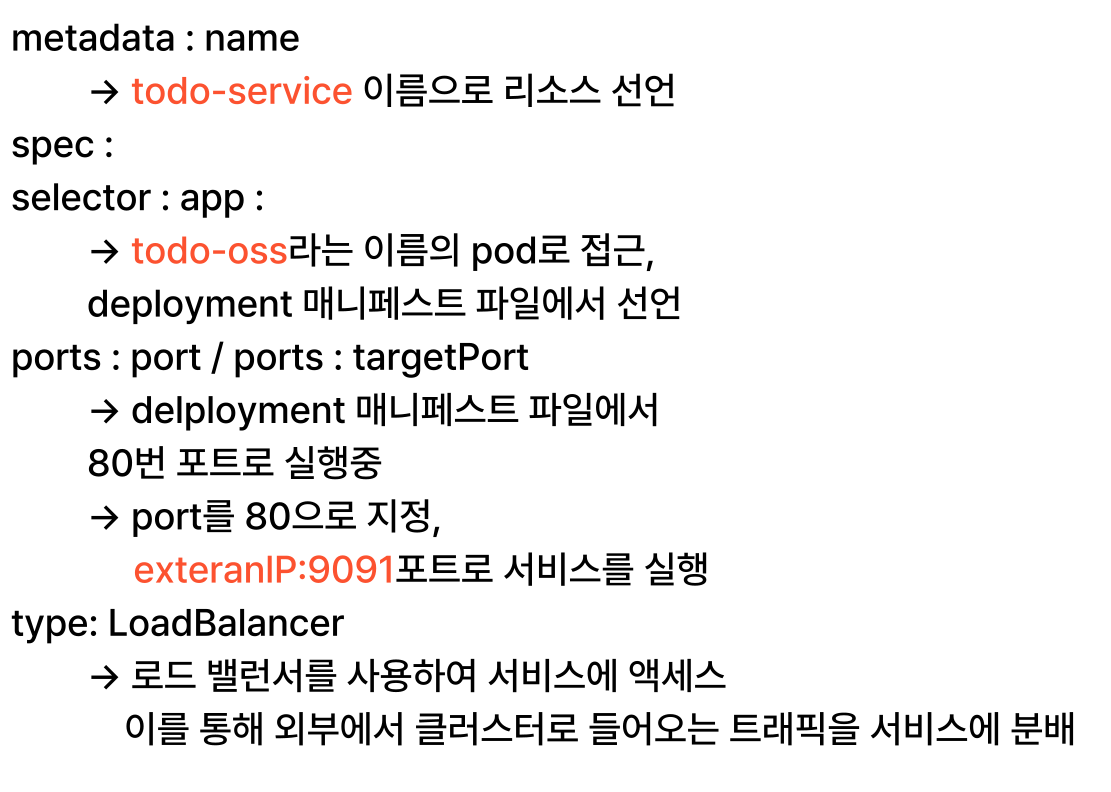 metadata : name
→ todo-service 이름으로 리소스 선언
spec :
selector : app :
→ todo-oss라는 이름의 pod로 접근,
deployment 매니페스트 파일에서 선언
ports : port / ports : targetPort
→ delployment 매니페스트 파일에서
80번 포트로 실행중
→ port를 80으로 지정,
exteranIP:9091포트로 서비스를 실행
type: LoadBalancer
→ 로드 밸런서를 사용하여 서비스에 액세스
이를 통해 외부에서 클러스터로 들어오는 트래픽을 서비스에 분배